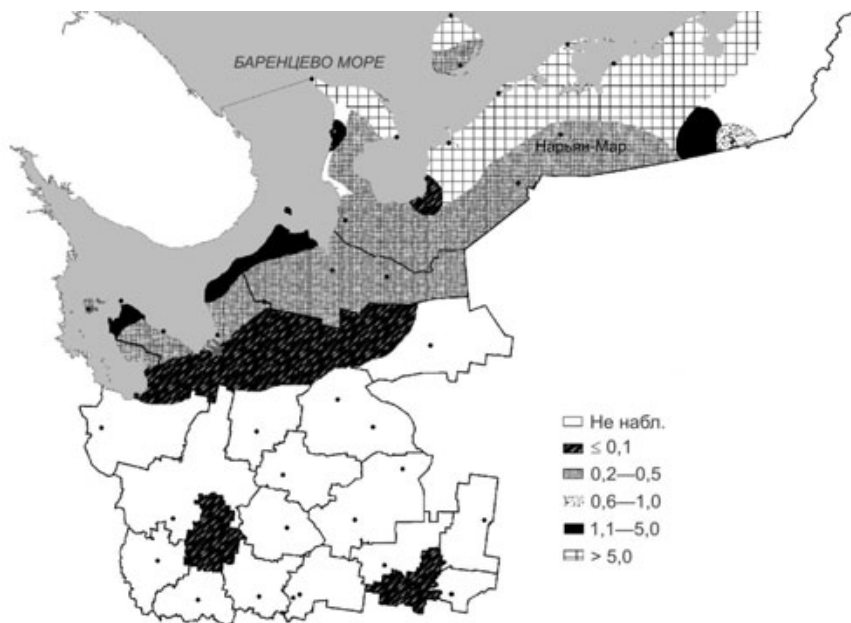 БАРЕНЦЕВО МОРЕ
Нарьян-Мар
Не набл.
≤ 0,1
0,2—0,5
0,6—1,0
1,1—5,0
> 5,0